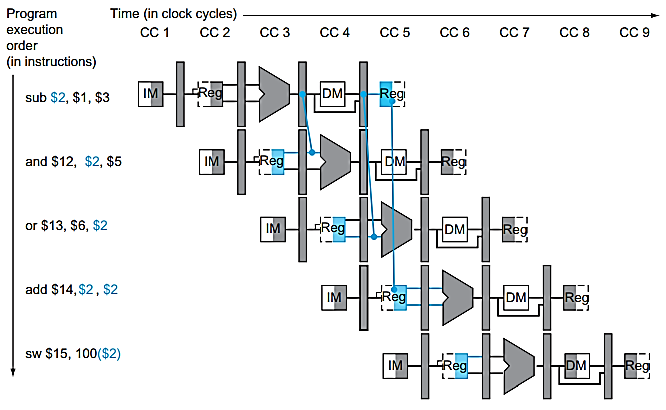 Program
execution
order
(in instructions)
Time (in clock cycles)
CC 1 CC 2 CC 3 CC 4 CC 5 CC 6 CC 7 CC 8 CC 9
sub $2, $1, $3
IM Reg DM Reg
and $12, $2, $5
IM Reg DM Reg
or $13, $6, $2
IM Reg DM Reg
add $14,$2 , $2
IM Reg DM Reg
sw $15, 100($2)
IM Reg DM Reg